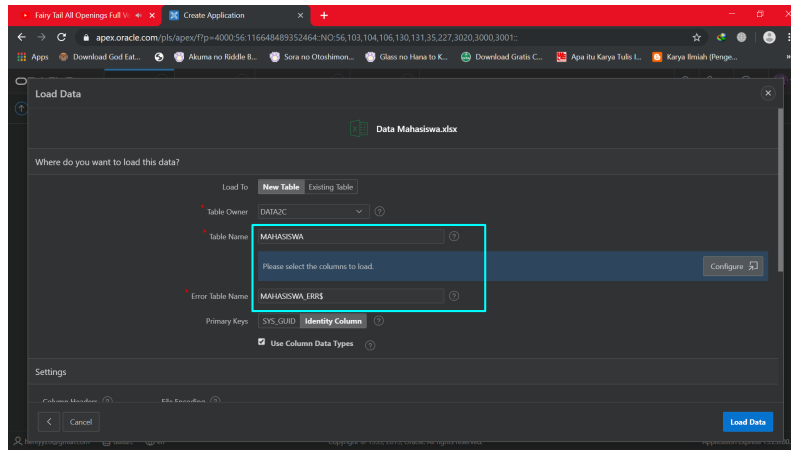 Fairy Tail All Openings Full Ve
Create Application
apex.oracle.com/pls/apex/f?p=4000:56:116648489352464::NO:56,103,104,106,130,131,35,227,3020,3000,3001::
Apps Download God Eat... Akuma no Riddle B... Sora no Otoshimon... Glass no Hana to K... Download Gratis C... Apa itu Karya Tulis I... Karya Ilmiah (Penge...
Load Data
Data Mahasiswa.xlsx
Where do you want to load this data?
Load To New Table Existing Table
* Table Owner DATA2C
* Table Name MAHASISWA
Please select the columns to load. Configure
* Error Table Name MAHASISWA_ERR$
Primary Keys SYS_GUID Identity Column
Use Column Data Types
Settings
Column Headers File Encoding
Cancel Load Data